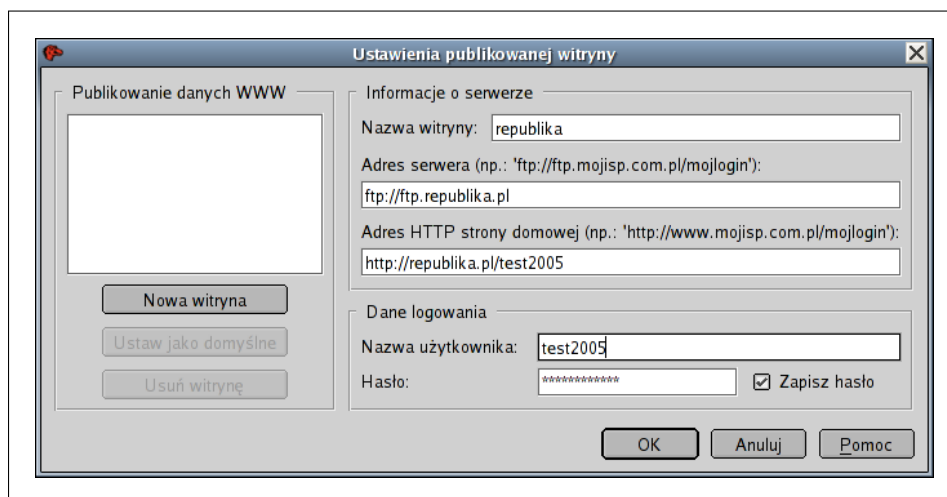 Ustawienia publikowanej witryny
Publikowanie danych WWW
Nowa witryna
Ustaw jako domyślne
Usuń witrynę
Informacje o serwerze
Nazwa witryny: republika
Adres serwera (np.: 'ftp://ftp.mojisp.com.pl/mojlogin'):
ftp://ftp.republika.pl
Adres HTTP strony domowej (np.: 'http://www.mojisp.com.pl/mojlogin'):
http://republika.pl/test2005
Dane logowania
Nazwa użytkownika: test2005
Hasło: ************ Zapisz hasło
OK Anuluj Pomoc